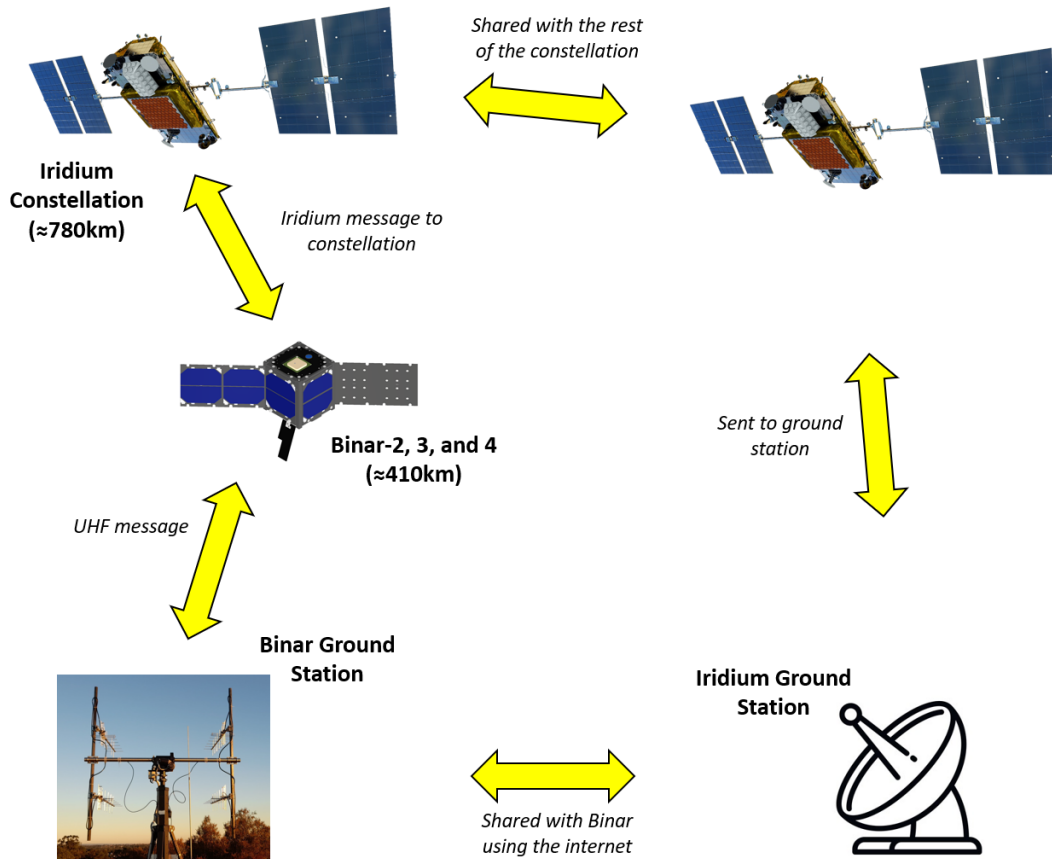 Shared with the rest
of the constellation
Iridium
Constellation
(≈780km)
Iridium message to
constellation
Binar-2, 3, and 4
(≈410km)
Sent to ground
station
UHF message
Binar Ground
Station
Iridium Ground
Station
Shared with Binar
using the internet